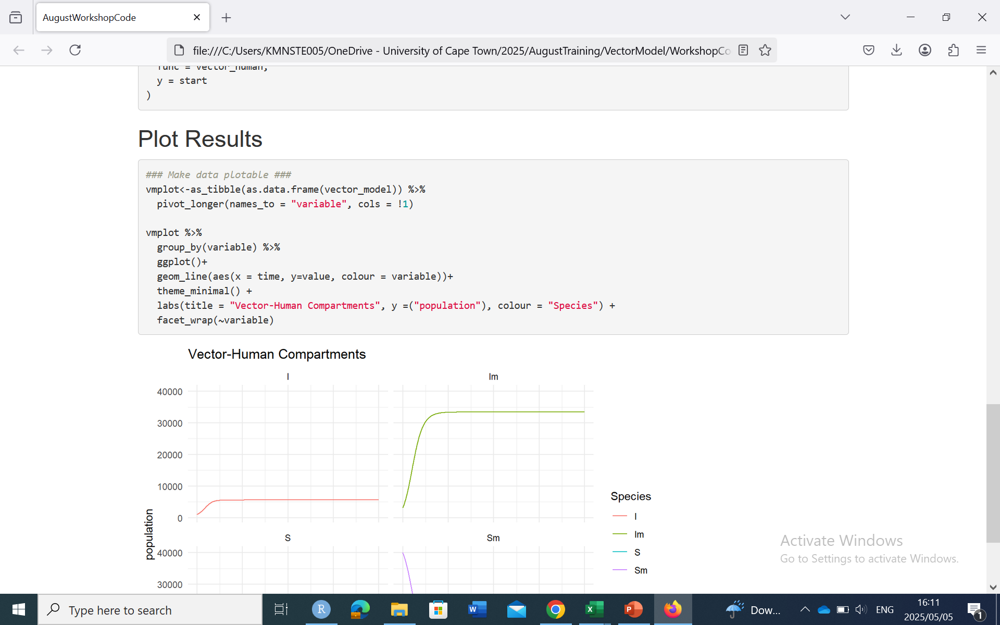 AugustWorkshopCode
file:///C:/Users/KMNSTE005/OneDrive - University of Cape Town/2025/AugustTraining/VectorModel/WorkshopCo
func = vector_human,
y = start
)
Plot Results
### Make data plotable ###
vmplot<-as_tibble(as.data.frame(vector_model)) %>%
pivot_longer(names_to = "variable", cols = !1)
vmplot %>%
group_by(variable) %>%
ggplot()+
geom_line(aes(x = time, y=value, colour = variable))+
theme_minimal() +
labs(title = "Vector-Human Compartments", y =("population"), colour = "Species") +
facet_wrap(~variable)
Vector-Human Compartments
I
Im
40000
30000
20000
10000
0
population
S
Sm
40000
30000
Species
I
Im
S
Sm
Activate Windows
Go to Settings to activate Windows.
Type here to search
Dow...
ENG
16:11
2025/05/05
1